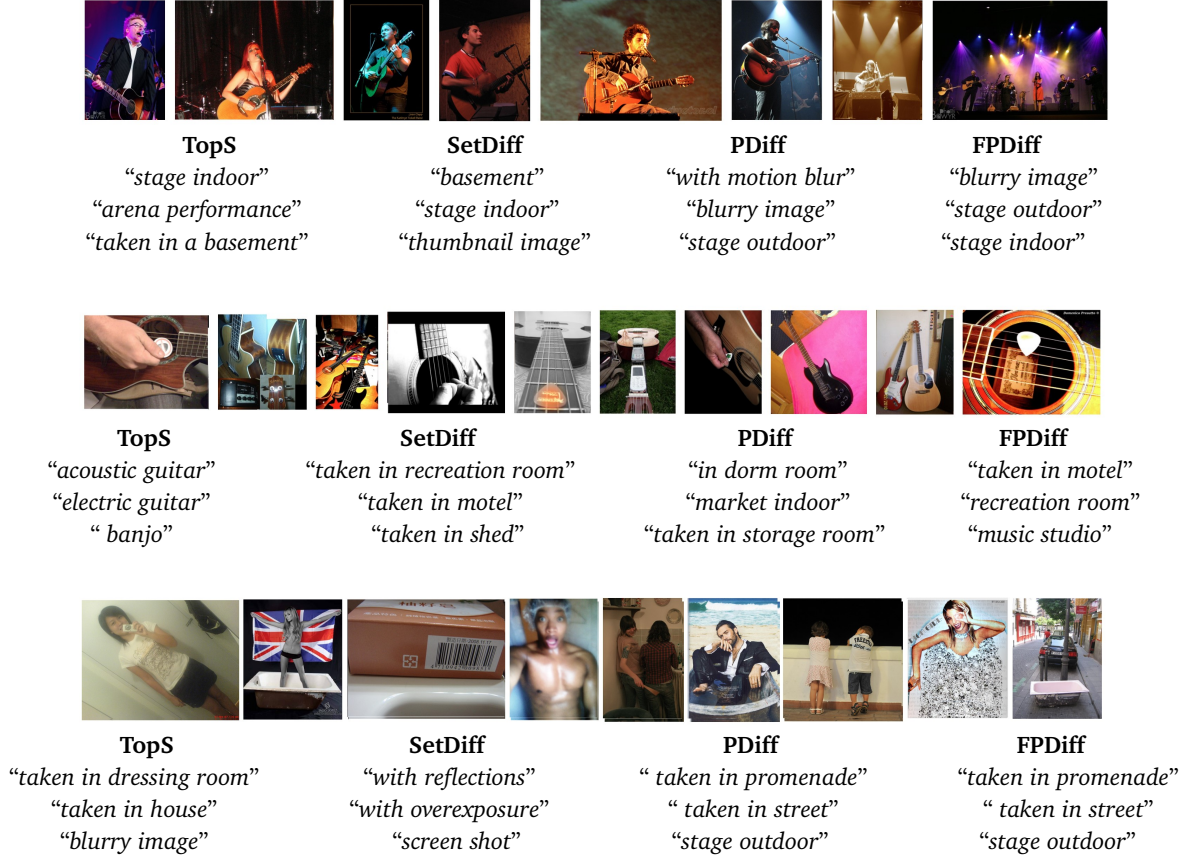 TopS SetDiff PDiff FPDiff
“stage indoor” “basement” “with motion blur” “blurry image”
“arena performance” “stage indoor” “blurry image” “stage outdoor”
“taken in a basement” “thumbnail image” “stage outdoor” “stage indoor”
TopS SetDiff PDiff FPDiff
“acoustic guitar” “taken in recreation room” “in dorm room” “taken in motel”
“electric guitar” “taken in motel” “market indoor” “recreation room”
“ banjo” “taken in shed” “taken in storage room” “music studio”
TopS SetDiff PDiff FPDiff
“taken in dressing room” “with reflections” “ taken in promenade” “taken in promenade”
“taken in house” “with overexposure” “ taken in street” “ taken in street”
“blurry image” “screen shot” “stage outdoor” “stage outdoor”